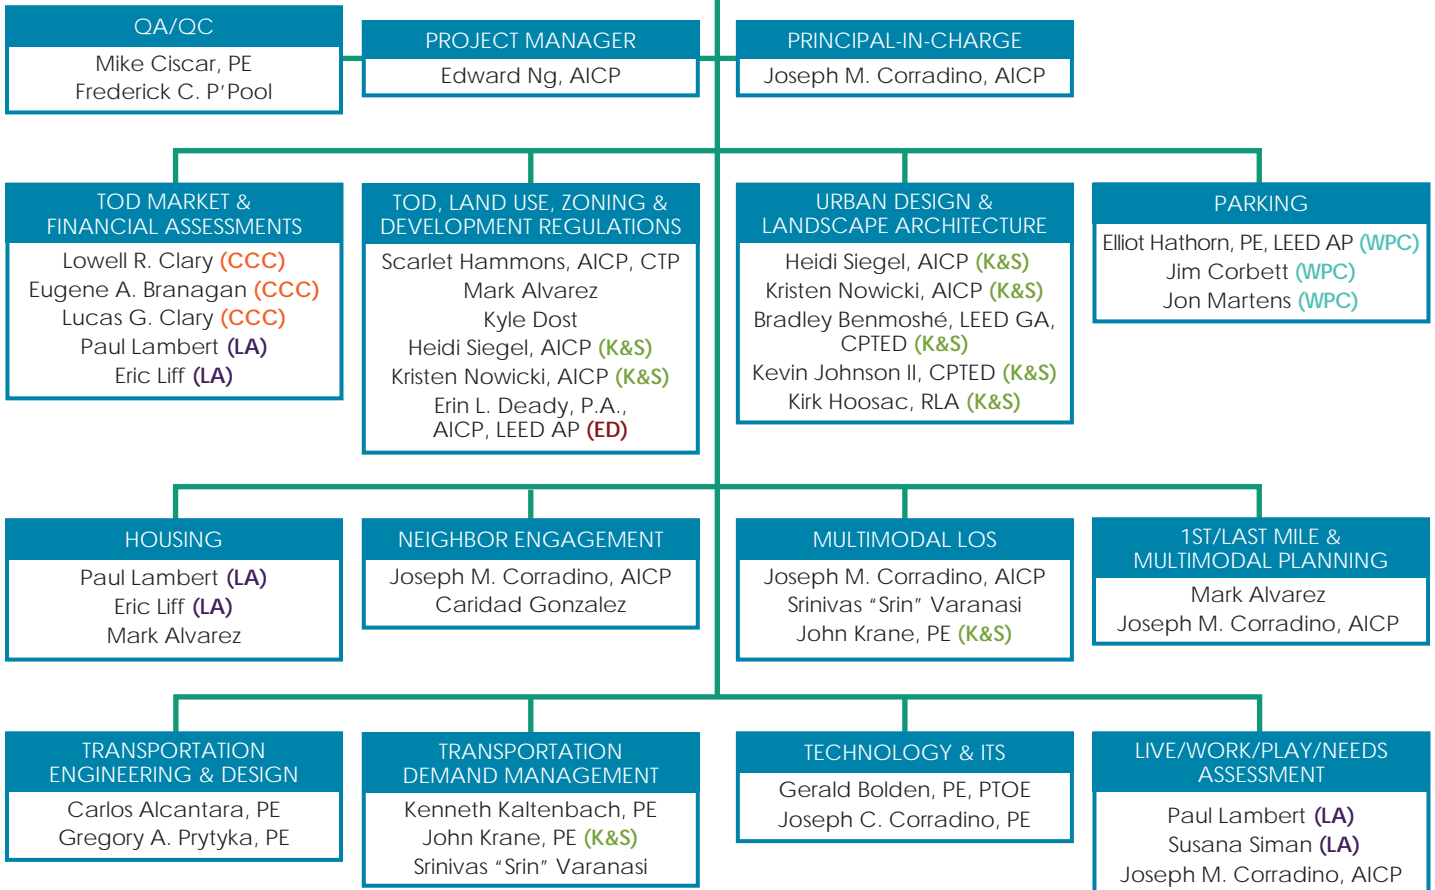 QA/QC
Mike Ciscar, PE
Frederick C. P'Pool
PROJECT MANAGER
Edward Ng, AICP
PRINCIPAL-IN-CHARGE
Joseph M. Corradino, AICP
TOD MARKET &
FINANCIAL ASSESSMENTS
Lowell R. Clary (CCC)
Eugene A. Branagan (CCC)
Lucas G. Clary (CCC)
Paul Lambert (LA)
Eric Liff (LA)
TOD, LAND USE, ZONING &
DEVELOPMENT REGULATIONS
Scarlet Hammons, AICP, CTP
Mark Alvarez
Kyle Dost
Heidi Siegel, AICP (K&S)
Kristen Nowicki, AICP (K&S)
Erin L. Deady, P.A.,
AICP, LEED AP (ED)
URBAN DESIGN &
LANDSCAPE ARCHITECTURE
Heidi Siegel, AICP (K&S)
Kristen Nowicki, AICP (K&S)
Bradley Benmoshé, LEED GA,
CPTED (K&S)
Kevin Johnson II, CPTED (K&S)
Kirk Hoosac, RLA (K&S)
PARKING
Elliot Hathorn, PE, LEED AP (WPC)
Jim Corbett (WPC)
Jon Martens (WPC)
HOUSING
Paul Lambert (LA)
Eric Liff (LA)
Mark Alvarez
NEIGHBOR ENGAGEMENT
Joseph M. Corradino, AICP
Caridad Gonzalez
MULTIMODAL LOS
Joseph M. Corradino, AICP
Srinivas "Srin" Varanasi
John Krane, PE (K&S)
1ST/LAST MILE &
MULTIMODAL PLANNING
Mark Alvarez
Joseph M. Corradino, AICP
TRANSPORTATION
ENGINEERING & DESIGN
Carlos Alcantara, PE
Gregory A. Prytyka, PE
TRANSPORTATION
DEMAND MANAGEMENT
Kenneth Kaltenbach, PE
John Krane, PE (K&S)
Srinivas "Srin" Varanasi
TECHNOLOGY & ITS
Gerald Bolden, PE, PTOE
Joseph C. Corradino, PE
LIVE/WORK/PLAY/NEEDS
ASSESSMENT
Paul Lambert (LA)
Susana Siman (LA)
Joseph M. Corradino, AICP